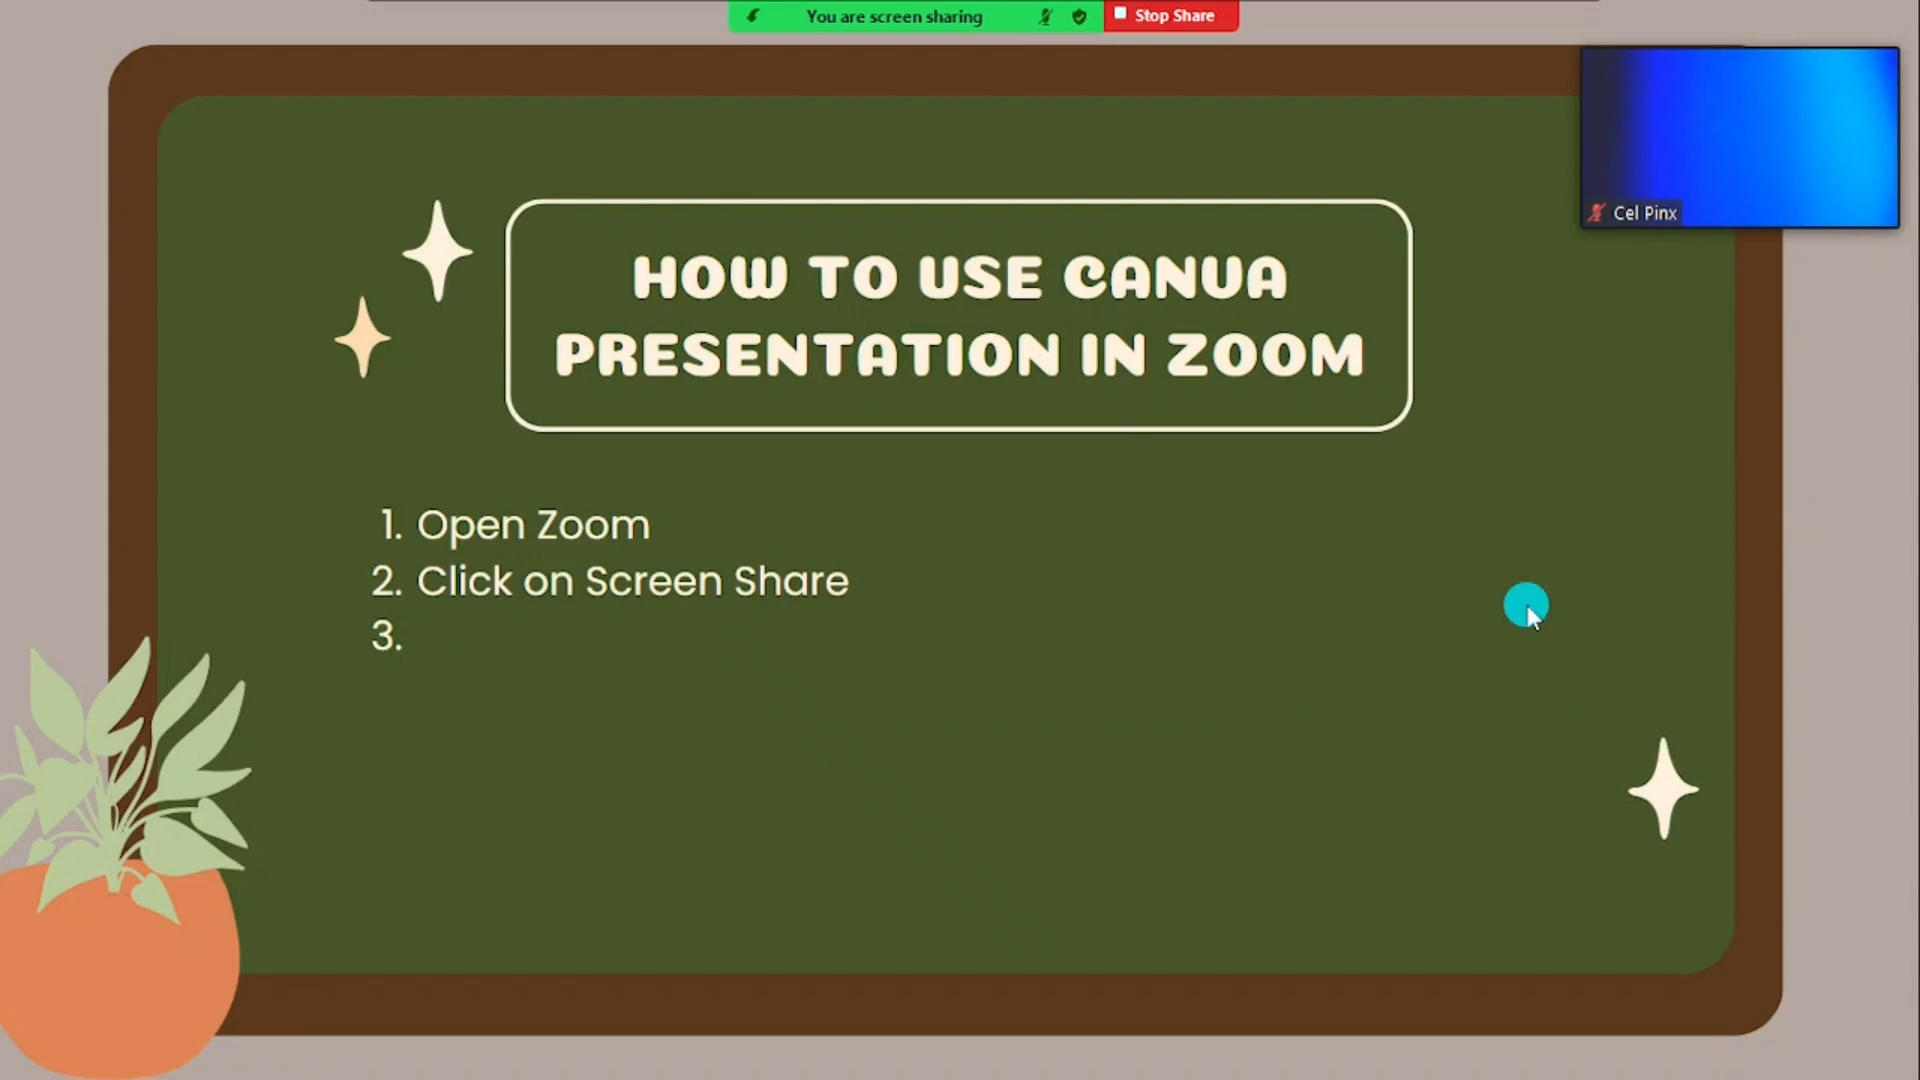 You are screen sharing
Stop Share
Cel Pinx
HOW TO USE CANVA
PRESENTATION IN ZOOM
1. Open Zoom
2. Click on Screen Share
3.